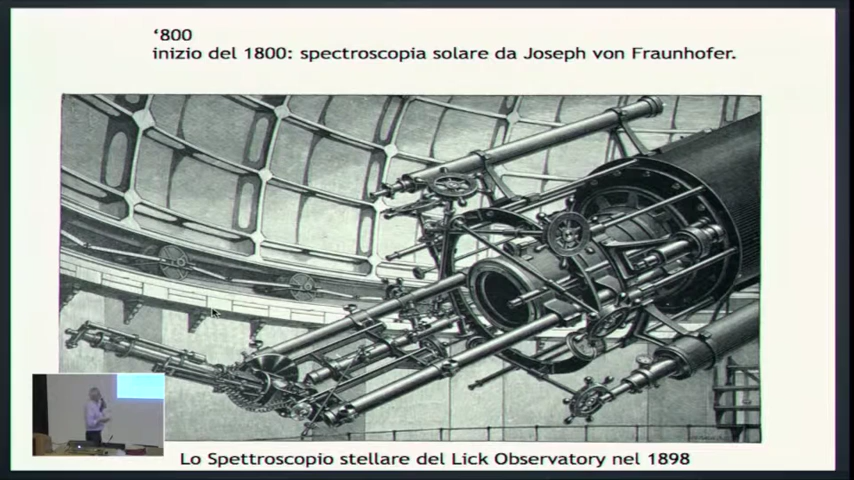 ‘800
inizio del 1800: spectroscopia solare da Joseph von Fraunhofer.
Lo Spettroscopio stellare del Lick Observatory nel 1898